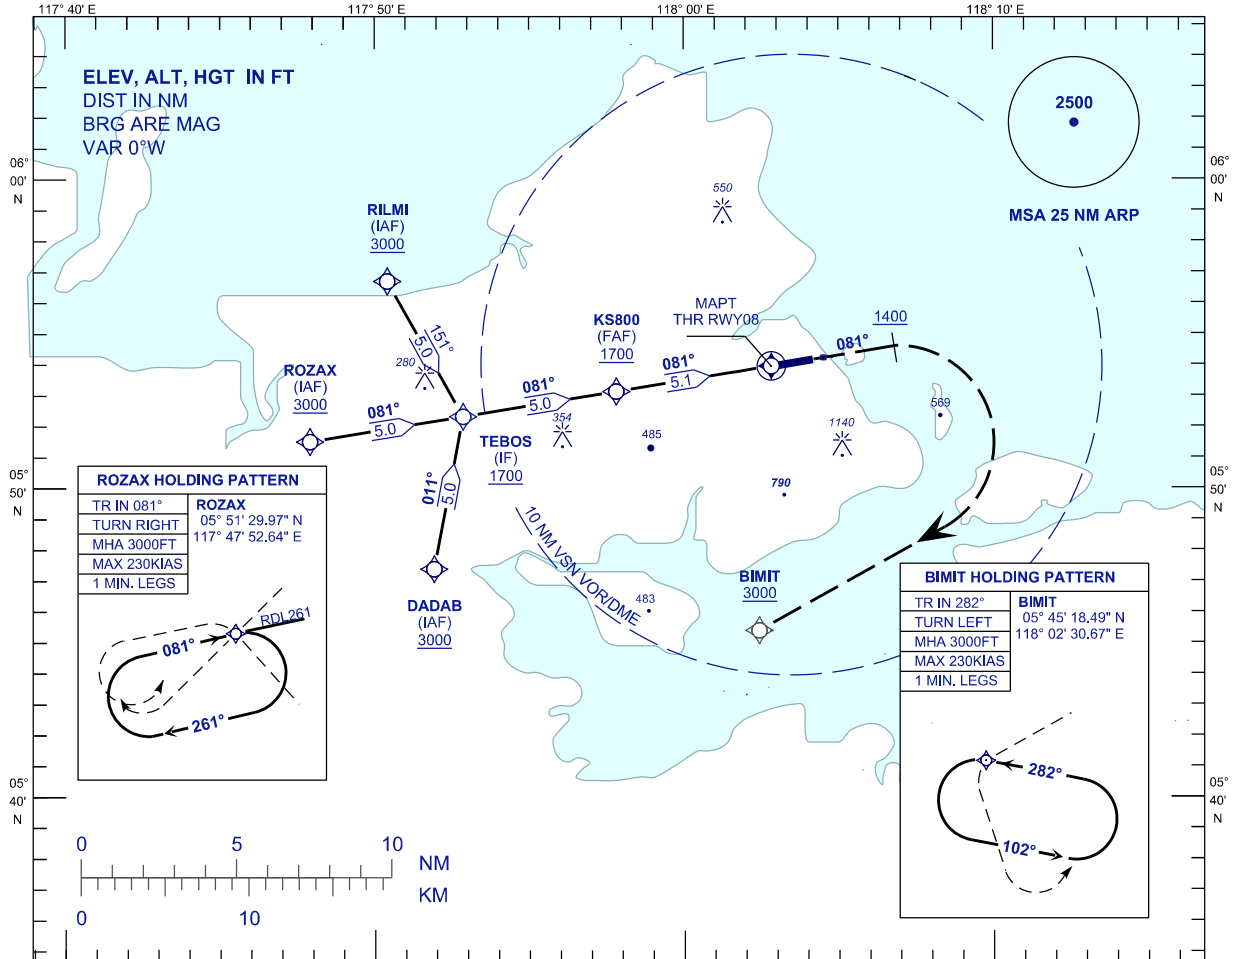 117° 40' E
117° 50' E
118° 00' E
118° 10' E
ELEV, ALT, HGT IN FT
DIST IN NM
BRG ARE MAG
VAR 0°W
2500
MSA 25 NM ARP
06°
00'
N
06°
00'
N
550
RILMI
(IAF)
3000
151°
5.0
280
MAPT
THR RWY08
1400
081°
KS800
(FAF)
1700
081°
5.1
ROZAX
(IAF)
3000
081°
5.0
081°
5.0
354
485
1140
569
790
TEBOS
(IF)
1700
011°
5.0
05°
50'
N
05°
50'
N
10 NM VSN VOR/DME
483
DADAB
(IAF)
3000
BIMIT
3000
ROZAX HOLDING PATTERN
TR IN 081°
TURN RIGHT
MHA 3000FT
MAX 230KIAS
1 MIN. LEGS
ROZAX
05° 51' 29.97" N
117° 47' 52.64" E
RDL261
081°
261°
BIMIT HOLDING PATTERN
TR IN 282°
TURN LEFT
MHA 3000FT
MAX 230KIAS
1 MIN. LEGS
BIMIT
05° 45' 18.49" N
118° 02' 30.67" E
282°
102°
05°
40'
N
05°
40'
N
0 5 10
NM
KM
0 10